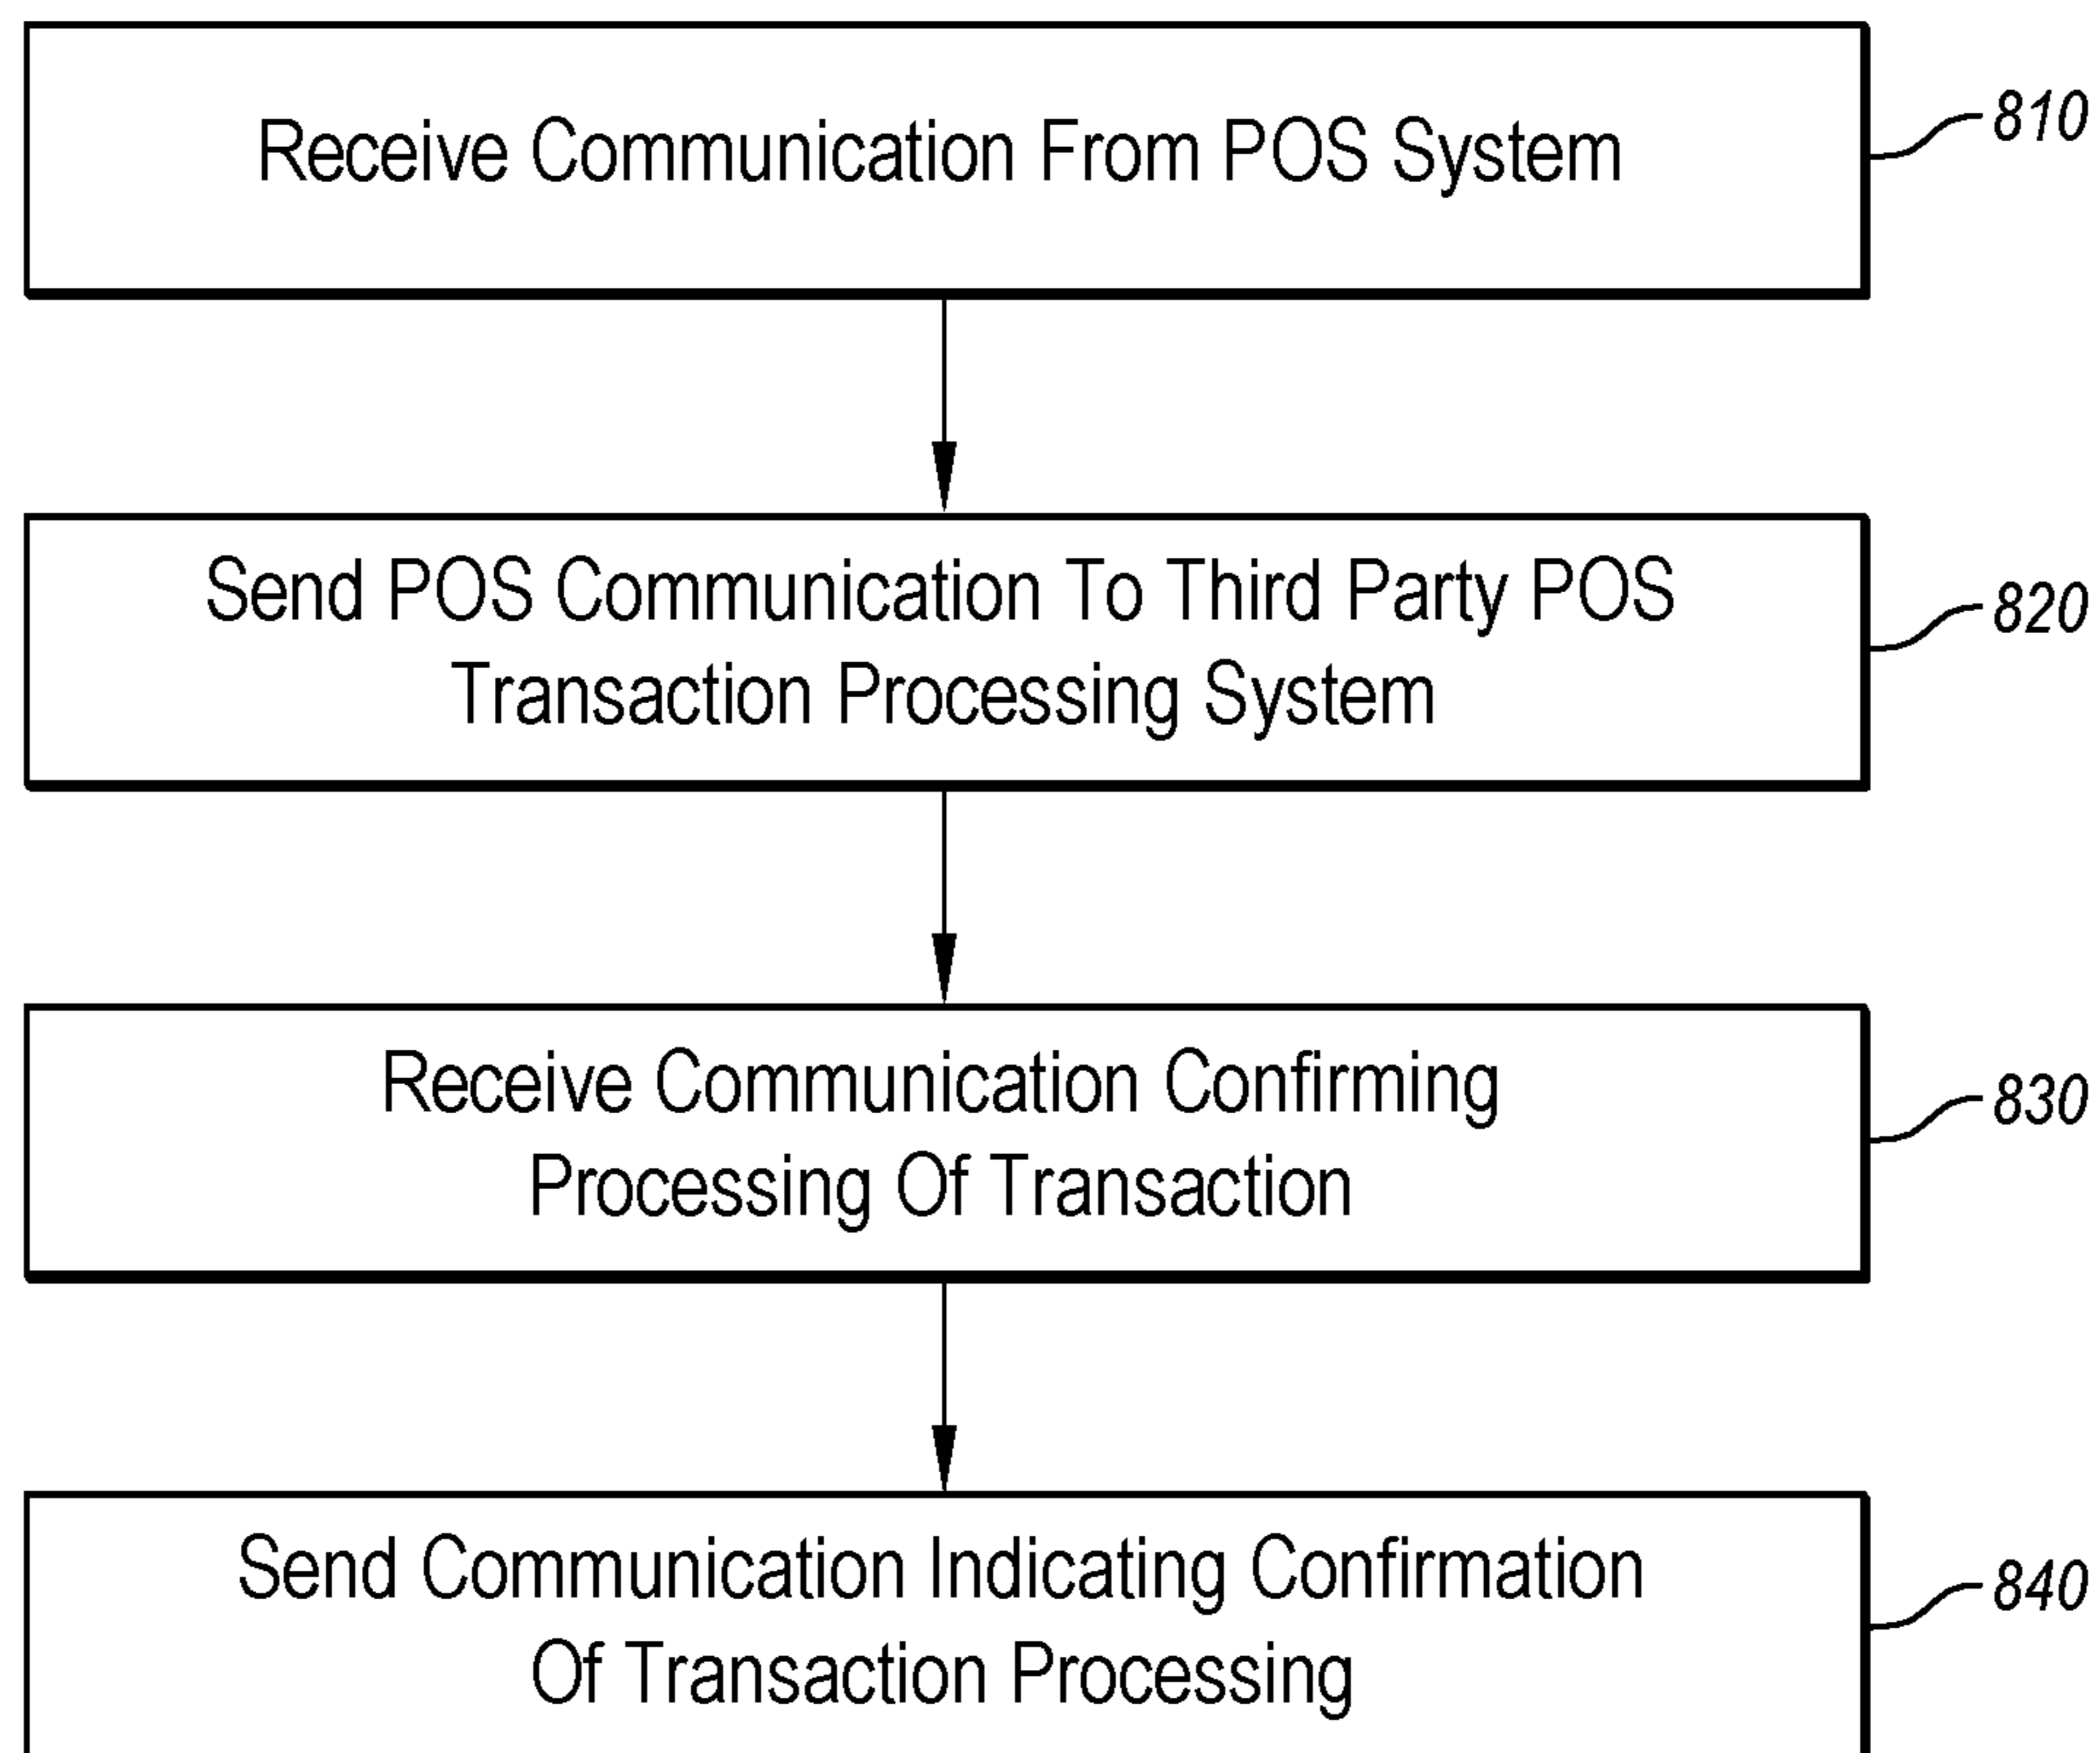 Receive Communication From POS System
810
Send POS Communication To Third Party POS
Transaction Processing System
820
Receive Communication Confirming
Processing Of Transaction
830
Send Communication Indicating Confirmation
Of Transaction Processing
840